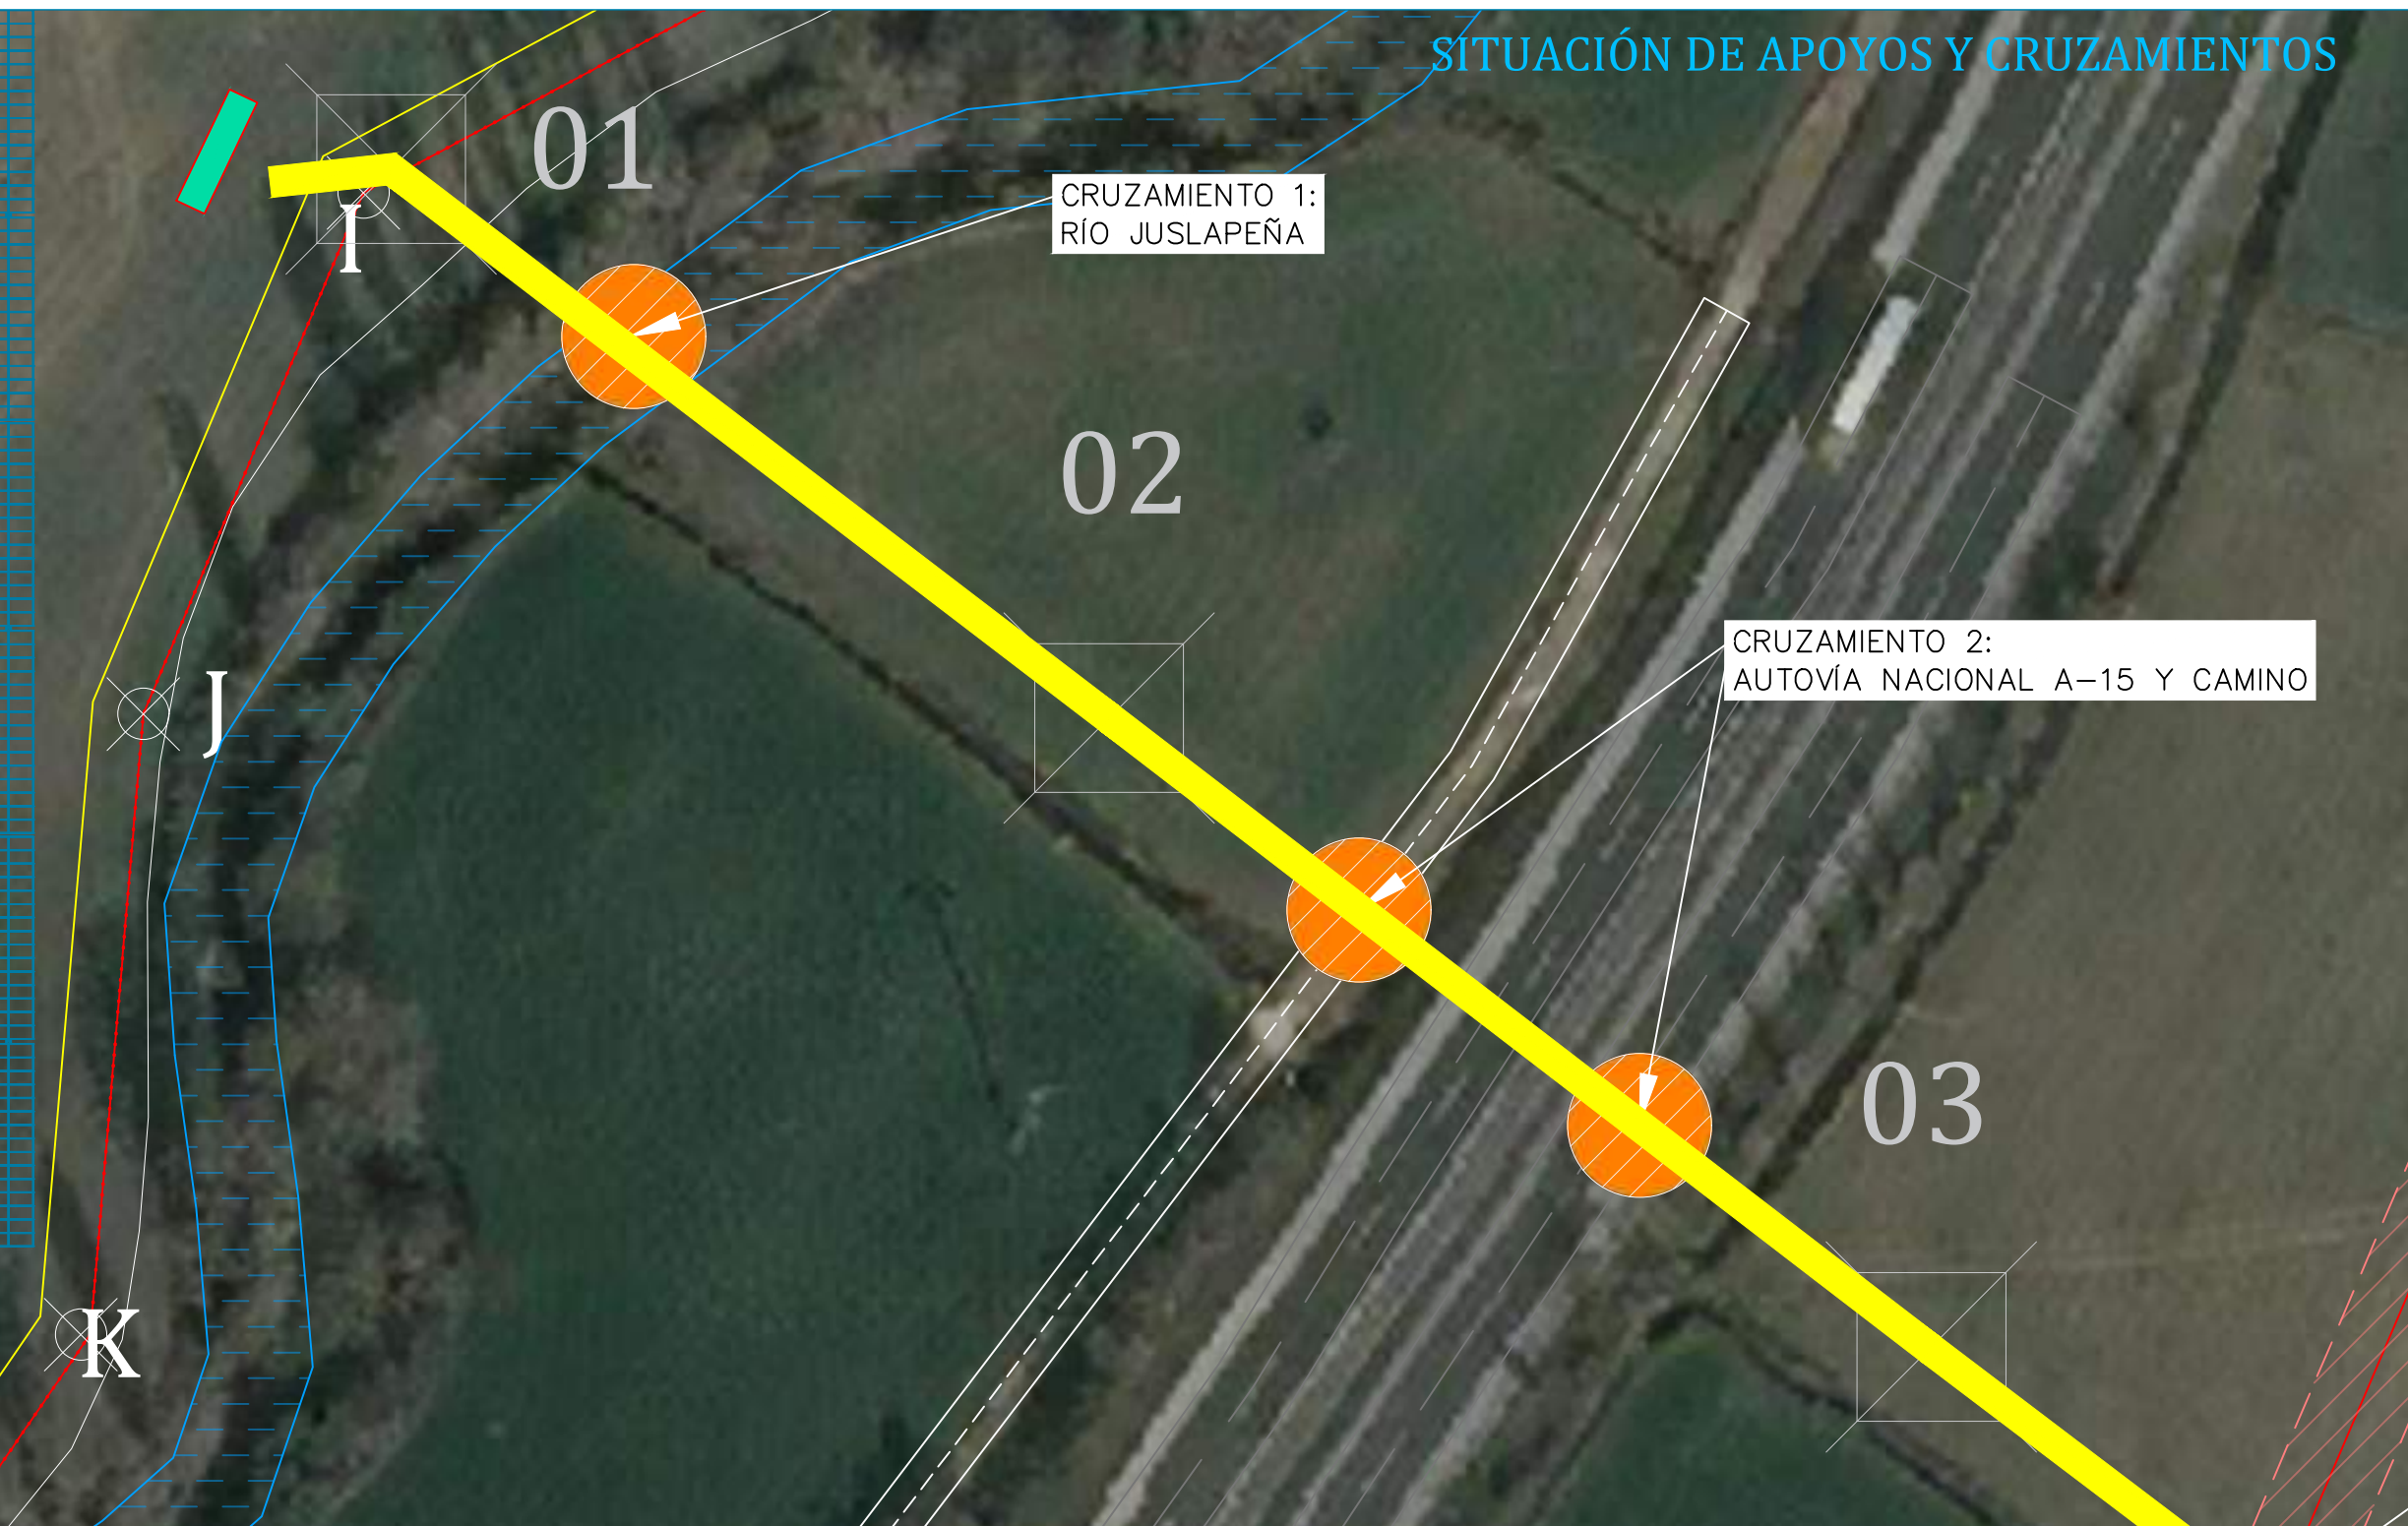 SITUACIÓN DE APOYOS Y CRUZAMIENTOS
01
CRUZAMIENTO 1:
RÍO JUSLAPEÑA
I
02
CRUZAMIENTO 2:
AUTOVÍA NACIONAL A-15 Y CAMINO
J
03
K